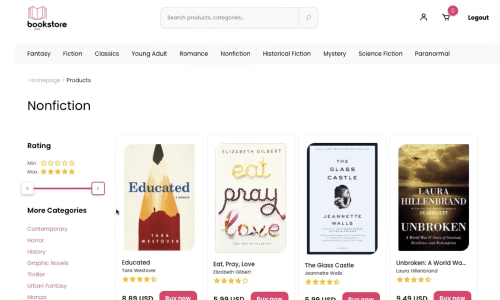 bookstore
Search products, categories..
0
Logout
Fantasy Fiction Classics Young Adult Romance Nonfiction Historical Fiction Mystery Science Fiction Paranormal
Homepage › Products
Nonfiction
Rating
Min
Max
More Categories
Contemporary
Horror
History
Graphic Novels
Thriller
Urban Fantasy
Manga
Educated
A MEMOIR
TARA
WESTOVER
Educated
Tara Westover
8.89 USD
Buy now
ELIZABETH GILBERT
eat
pray
love
Eat, Pray, Love
Elizabeth Gilbert
5.99 USD
Buy now
THE
GLASS
CASTLE
JEANNETTE
WALLS
The Glass Castle
Jeannette Walls
5.99 USD
Buy now
LAURA
HILLENBRAND
UNBROKEN
A World War II Story of Survival,
Resilience and Redemption
Unbroken: A World Wa...
Laura Hillenbrand
9.49 USD
Buy now